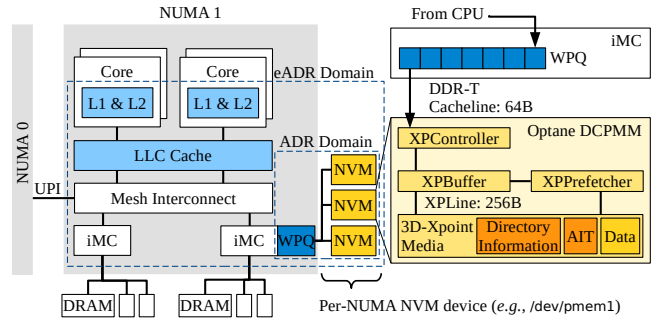 NUMA 1
From CPU
iMC
WPQ
Core
Core
eADR Domain
L1 & L2
L1 & L2
DDR-T
Cacheline: 64B
ADR Domain
Optane DCPMM
LLC Cache
NVM
XPController
NUMA 0
UPI
Mesh Interconnect
NVM
XPBuffer
XPPrefetcher
XPLine: 256B
iMC
iMC
WPQ
NVM
3D-Xpoint
Media
Directory
Information
AIT
Data
DRAM
DRAM
Per-NUMA NVM device (e.g., /dev/pmem1)